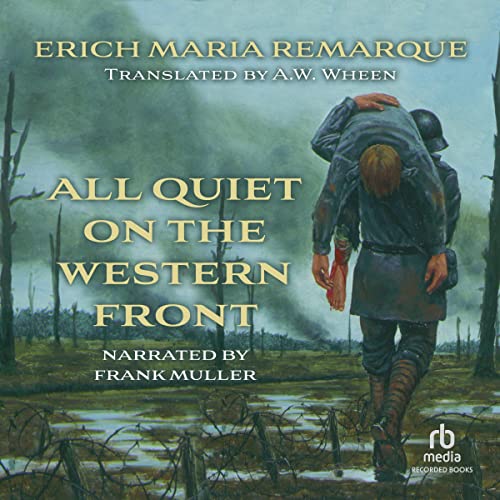 ERICH MARIA REMARQUE
TRANSLATED BY A.W. WHEEN
ALL QUIET
ON THE
WESTERN
FRONT
NARRATED BY
FRANK MULLER
rb
media
RECORDED BOOKS